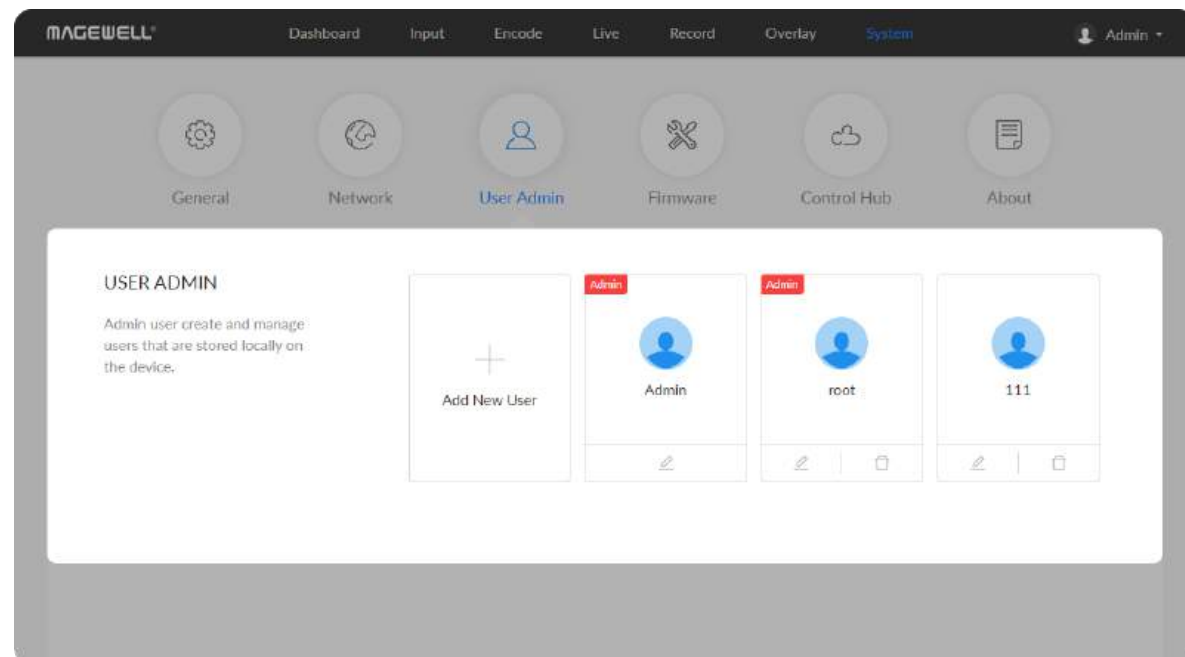 MAGEWELL®
Dashboard Input Encode Live Record Overlay System Admin
General Network User Admin Firmware Control Hub About
USER ADMIN
Admin user create and manage
users that are stored locally on
the device.
Add New User
Admin
Admin
Admin
root
111